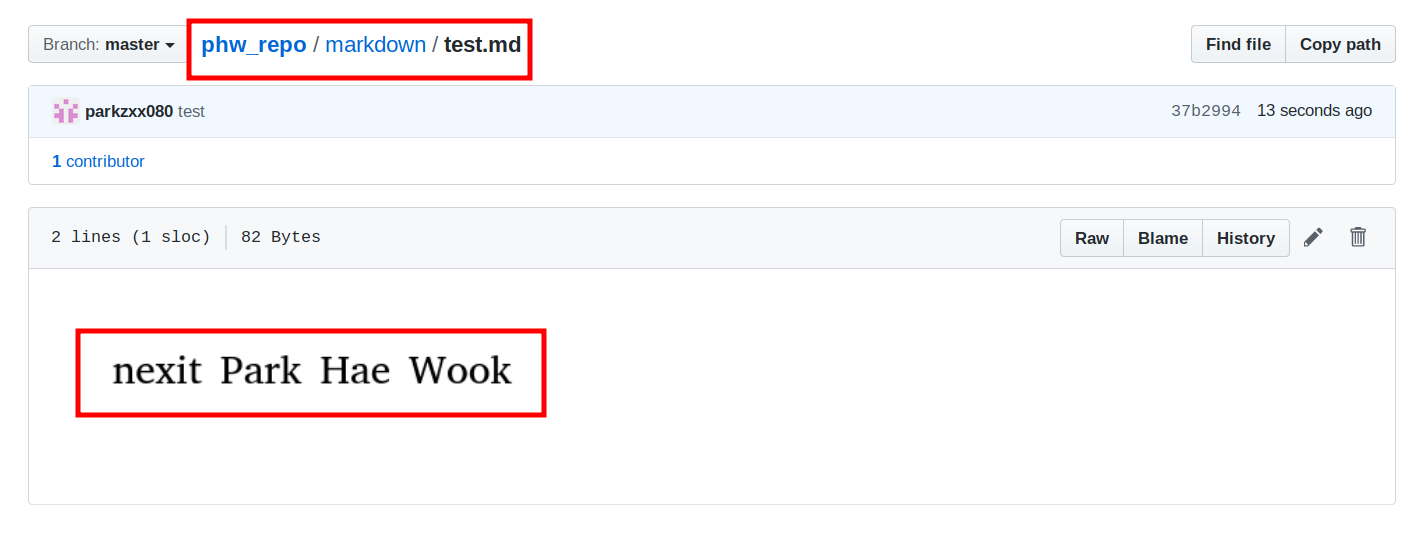 Branch: master phw_repo / markdown / test.md Find file Copy path
parkzxx080 test 37b2994 13 seconds ago
1 contributor
2 lines (1 sloc) 82 Bytes Raw Blame History
nexit Park Hae Wook